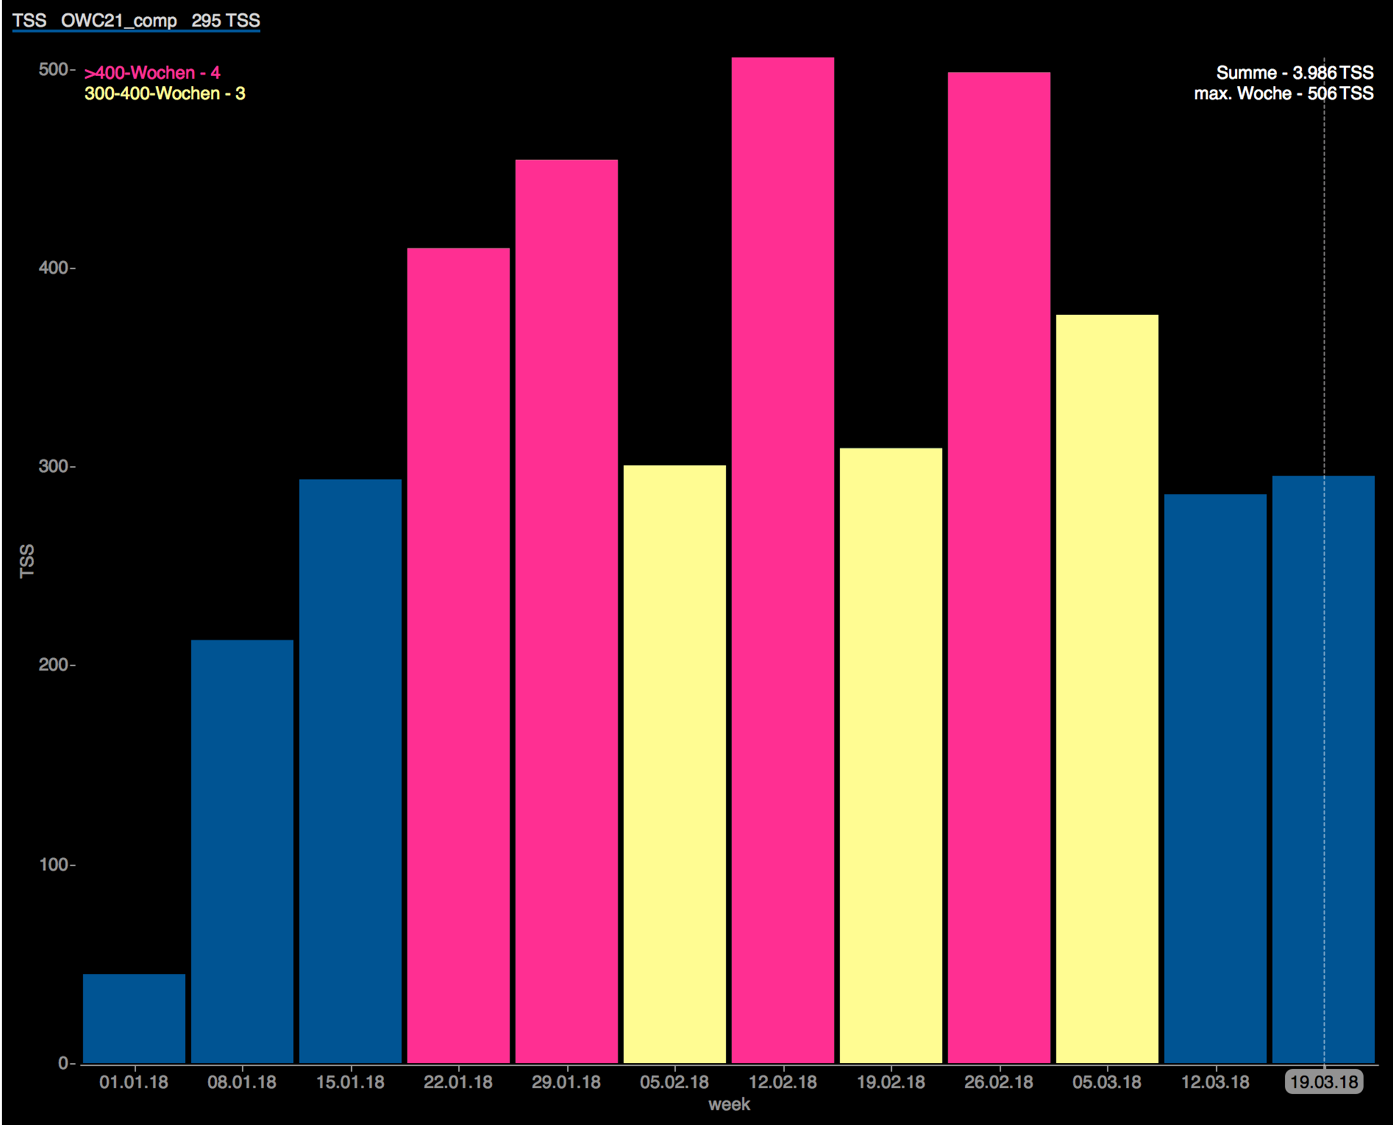 TSS OWC21_comp 295 TSS
>400-Wochen - 4
300-400-Wochen - 3
Summe - 3.986 TSS
max. Woche - 506 TSS
500-
400-
300-
200-
100-
0-
TSS
01.01.18 08.01.18 15.01.18 22.01.18 29.01.18 05.02.18 12.02.18 19.02.18 26.02.18 05.03.18 12.03.18 19.03.18
week